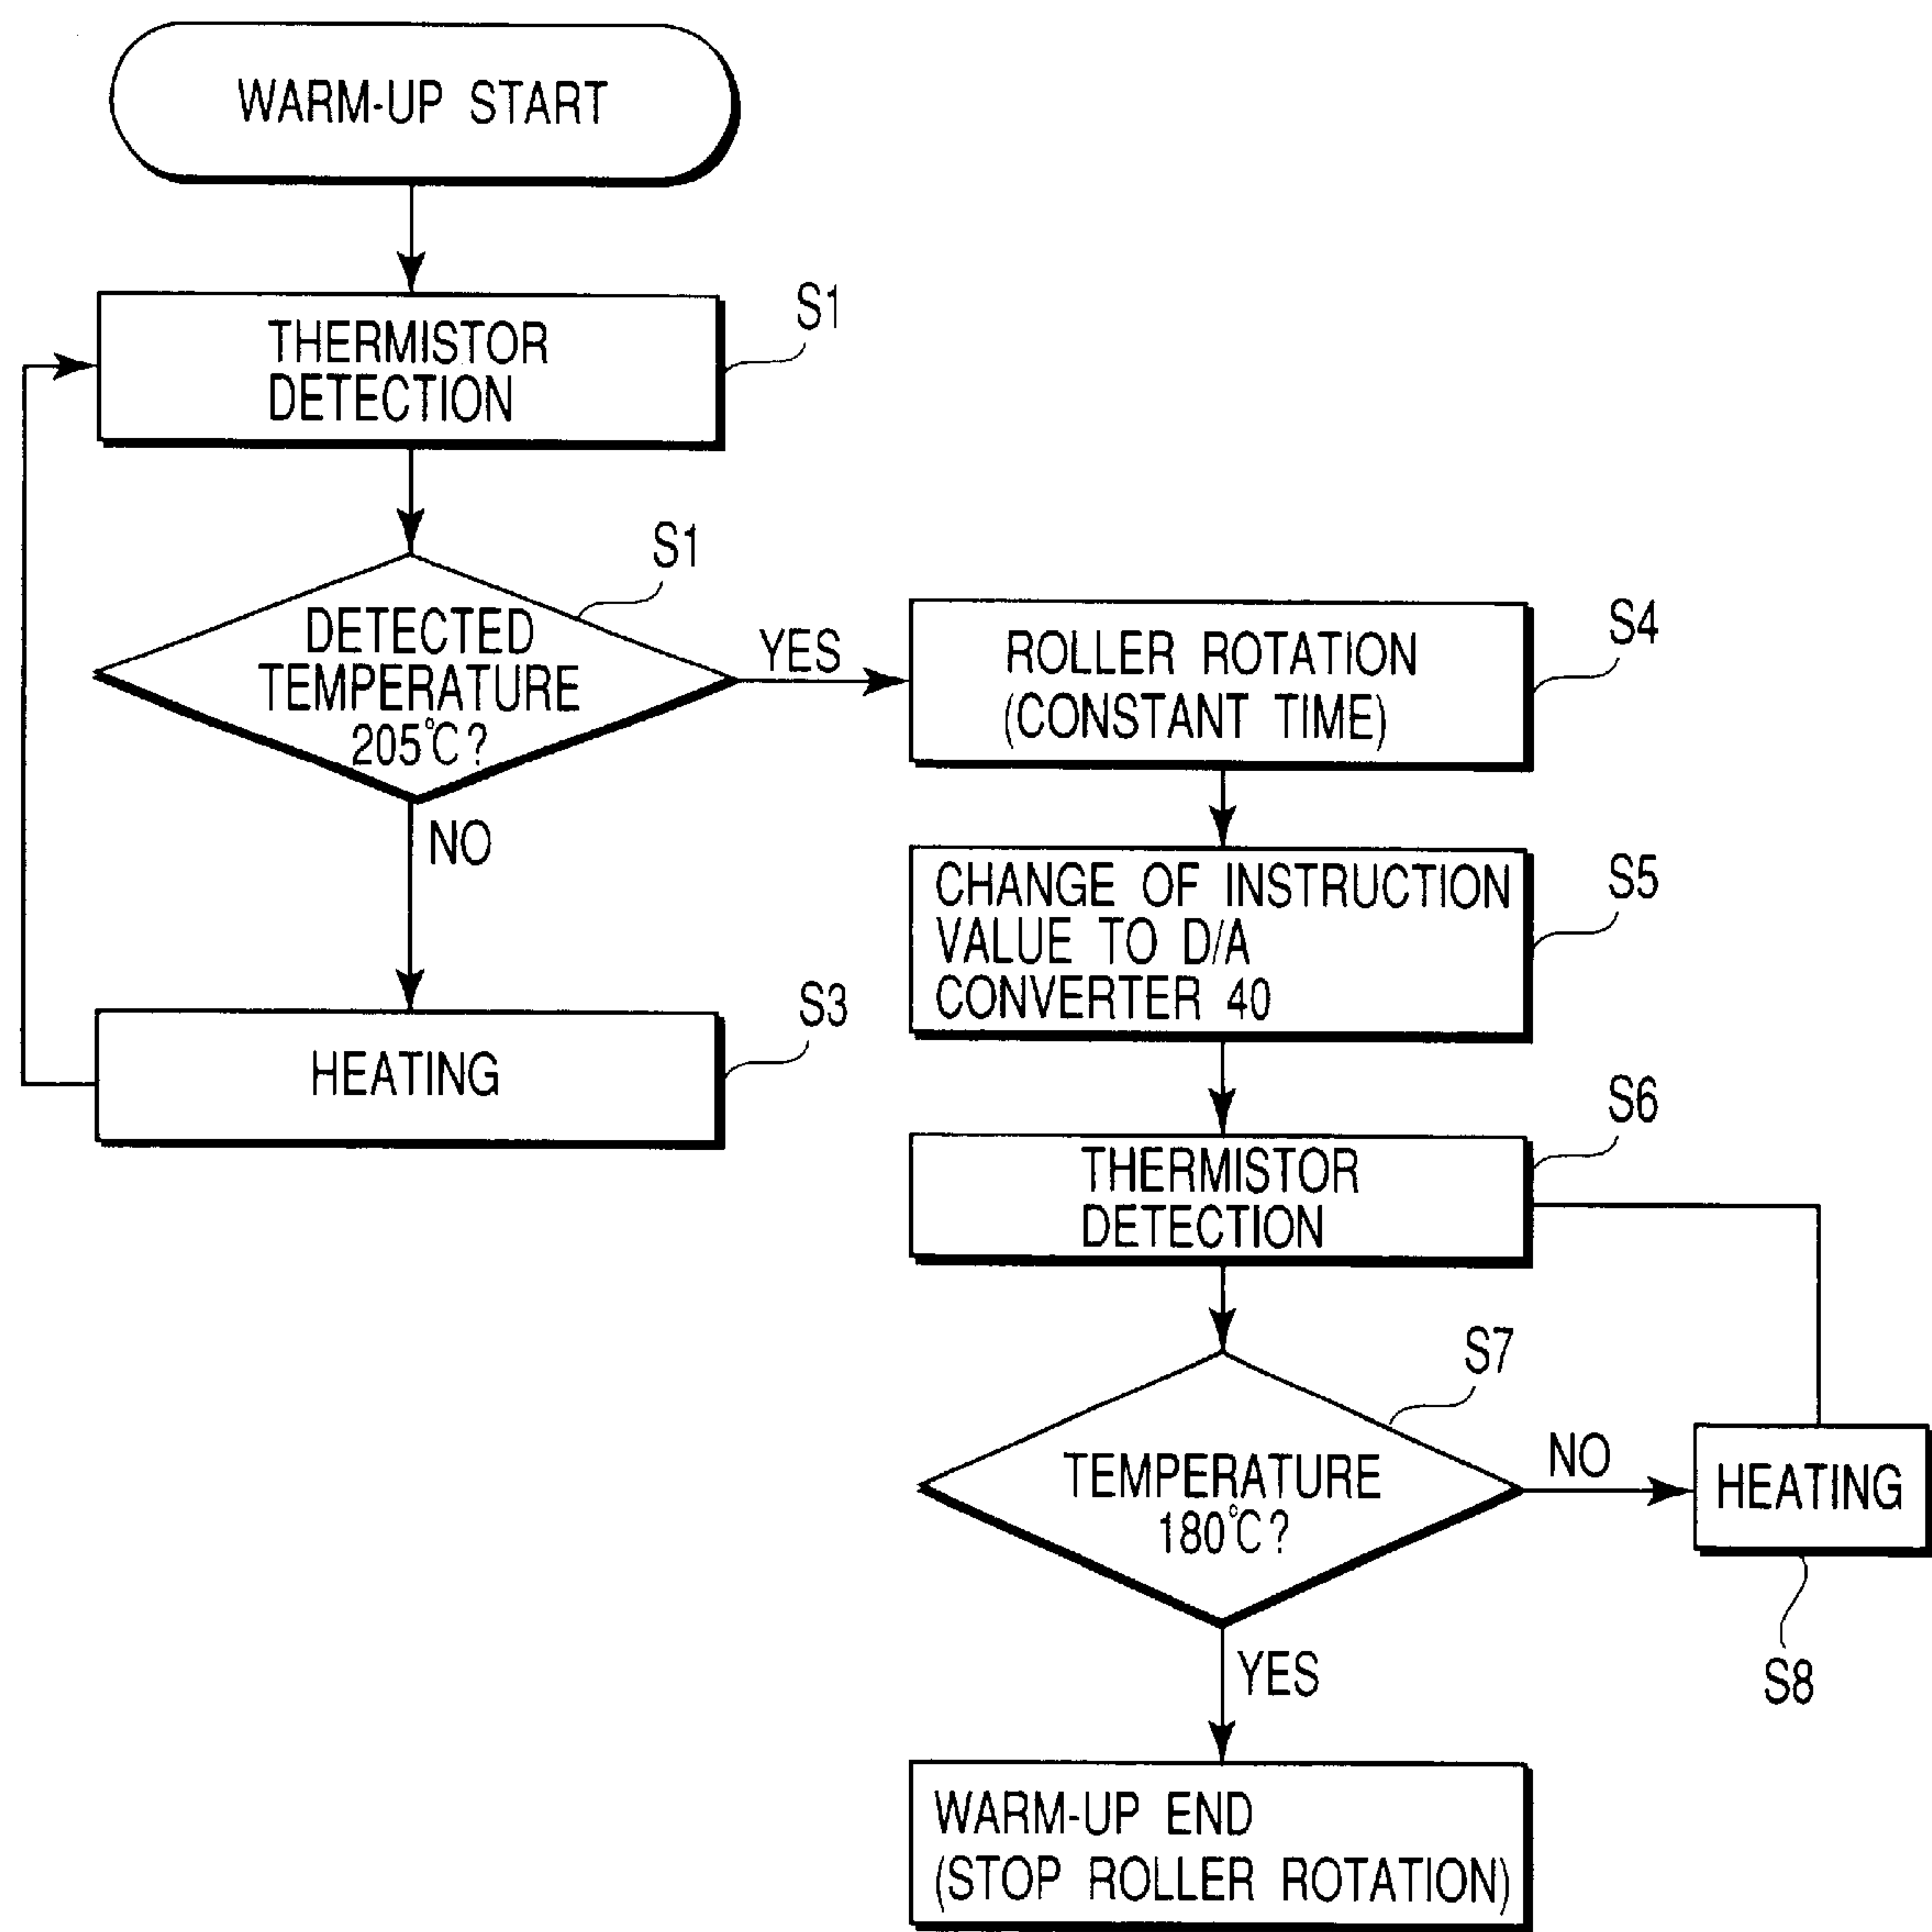 WARM-UP START
THERMISTOR
DETECTION
S1
DETECTED
TEMPERATURE
205°C?
S1
YES
NO
HEATING
S3
ROLLER ROTATION
(CONSTANT TIME)
S4
CHANGE OF INSTRUCTION
VALUE TO D/A
CONVERTER 40
S5
THERMISTOR
DETECTION
S6
TEMPERATURE
180°C?
S7
NO
HEATING
S8
YES
WARM-UP END
(STOP ROLLER ROTATION)